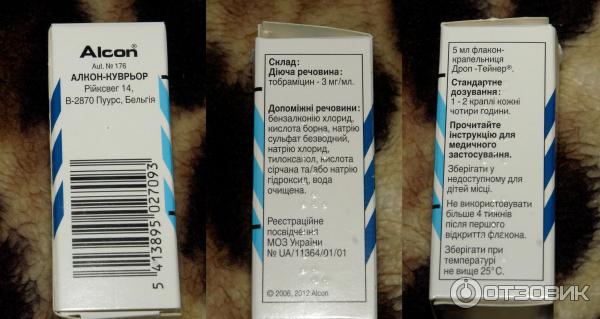 Alcon®
Aut. № 176
АЛКОН-КУВРЬОР
Рійксвег 14,
В-2870 Пуурс, Бельгія
5 413895 027093
Склад:
Діюча речовина:
тобраміцин - 3 мг/мл.
Допоміжні речовини:
бензалконію хлорид,
кислота борна, натрію
сульфат безводний,
натрію хлорид,
тилоксапол, кислота
сірчана та/або натрію
гідроксид, вода
очищена.
Реєстраційне
посвідчення
МОЗ України
№ UA/11364/01/01
© 2006, 2012 Alcon
5 мл флакон-
крапельниця
Дроп -Тейнер®.
Стандартне
дозування:
1 - 2 краплі кожні
чотири години.
Прочитайте
інструкцію для
медичного
застосування.
Зберігати у
недоступному для
дітей місці.
Не використовувати
більше 4 тижнів
після першого
відкриття флакона.
Зберігати при
температурі
не вище 25°С.
ОТЗОВИК